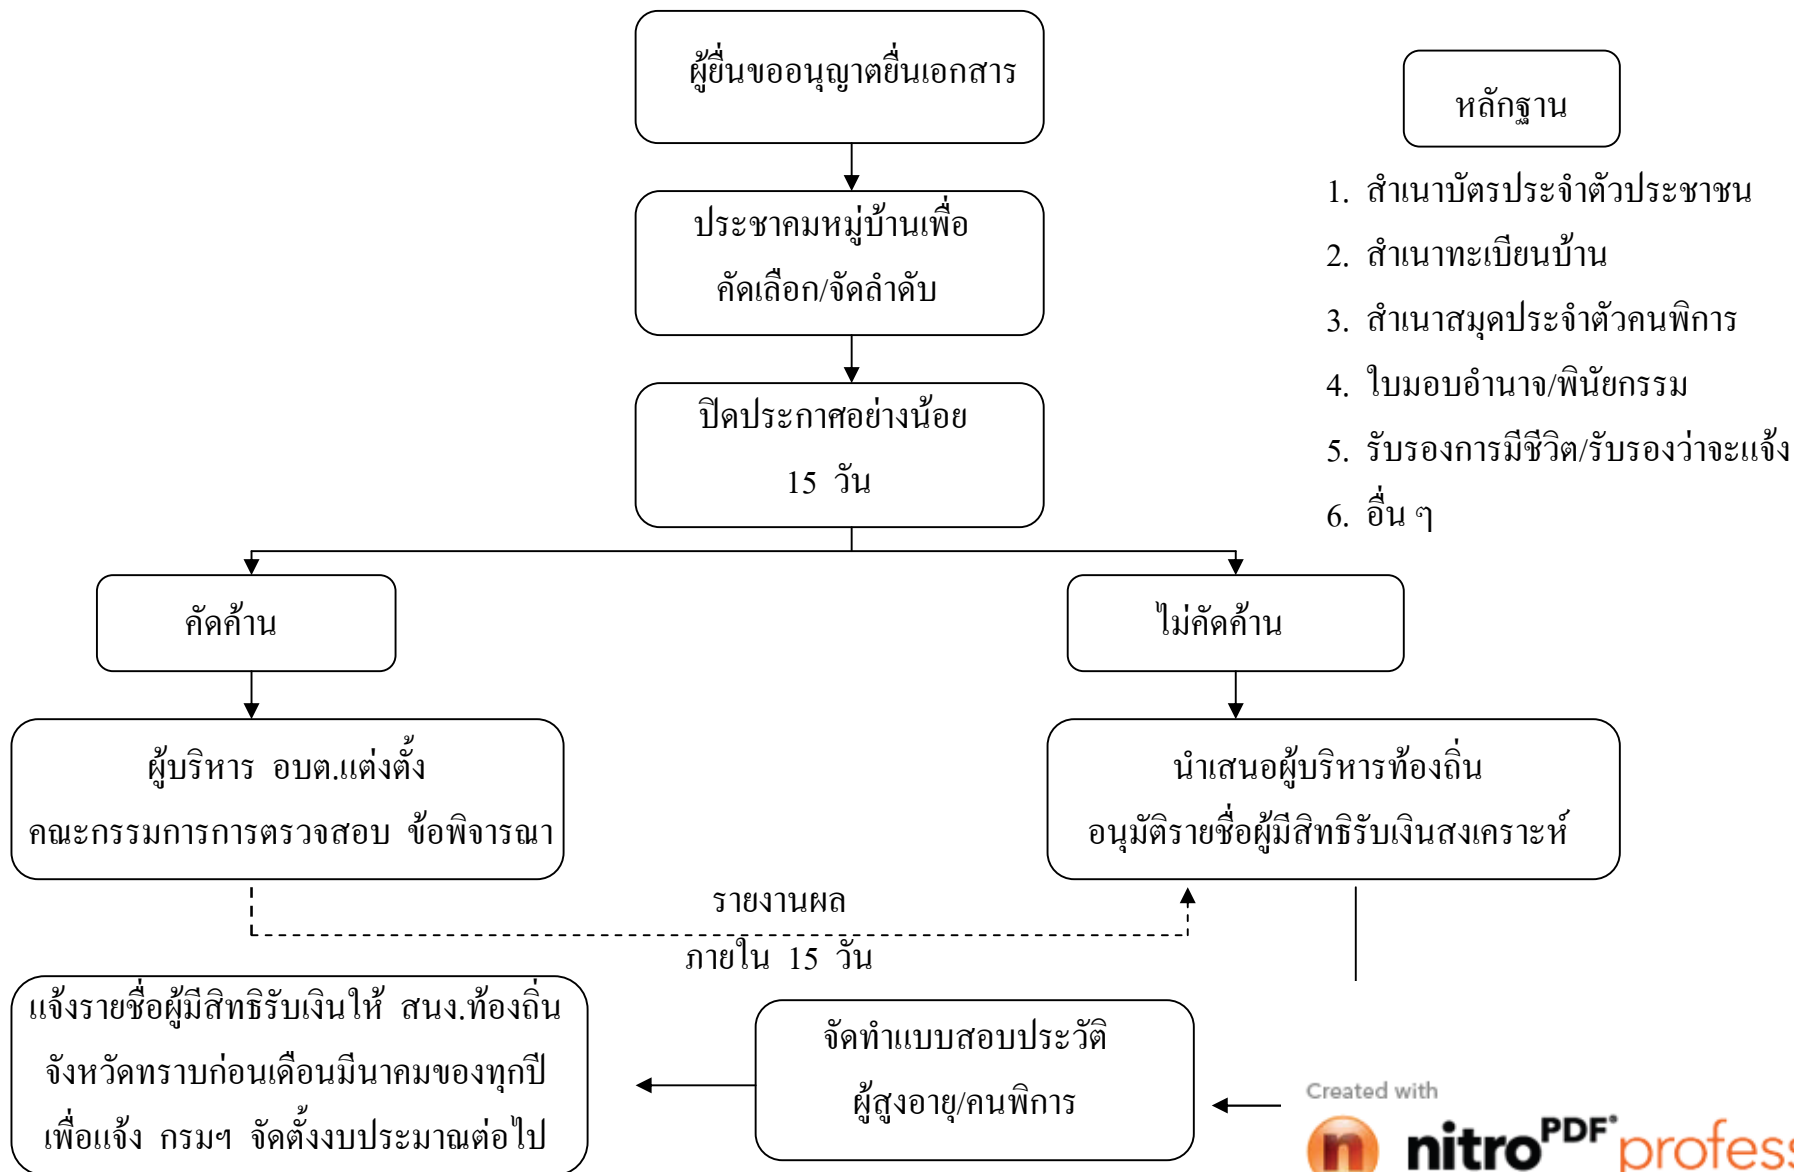 ผู้ยื่นขออนุญาตยื่นเอกสาร
หลักฐาน
1. สำเนาบัตรประจำตัวประชาชน
2. สำเนาทะเบียนบ้าน
3. สำเนาสมุดประจำตัวคนพิการ
4. ใบมอบอำนาจ/พินัยกรรม
5. รับรองการมีชีวิต/รับรองว่าจะแจ้ง
6. อื่น ๆ
ประชาคมหมู่บ้านเพื่อ
คัดเลือก/จัดลำดับ
ปิดประกาศอย่างน้อย
15 วัน
คัดค้าน
ไม่คัดค้าน
ผู้บริหาร อบต.แต่งตั้ง
คณะกรรมการการตรวจสอบ ข้อพิจารณา
นำเสนอผู้บริหารท้องถิ่น
อนุมัติรายชื่อผู้มีสิทธิรับเงินสงเคราะห์
รายงานผล
ภายใน 15 วัน
แจ้งรายชื่อผู้มีสิทธิรับเงินให้ สนง.ท้องถิ่น
จังหวัดทราบก่อนเดือนมีนาคมของทุกปี
เพื่อแจ้ง กรมฯ จัดตั้งงบประมาณต่อไป
จัดทำแบบสอบประวัติ
ผู้สูงอายุ/คนพิการ
Created with
nitro PDF® profess